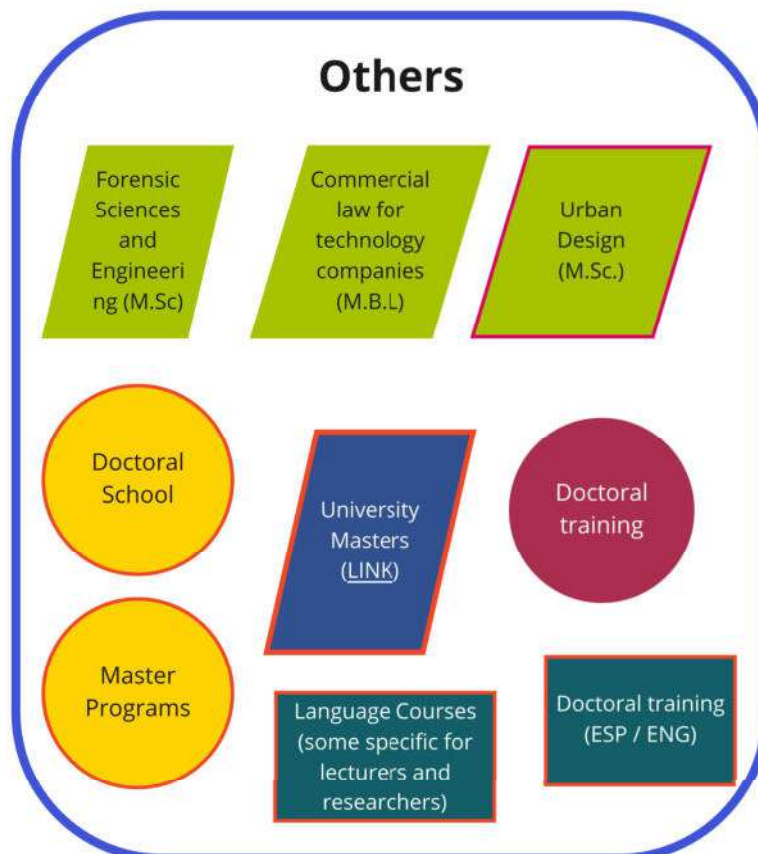 Others
Forensic
Sciences
and
Engineeri
ng (M.Sc)
Commercial
law for
technology
companies
(M.B.L)
Urban
Design
(M.Sc.)
Doctoral
School
University
Masters
(LINK)
Doctoral
training
Master
Programs
Language Courses
(some specific for
lecturers and
researchers)
Doctoral training
(ESP / ENG)